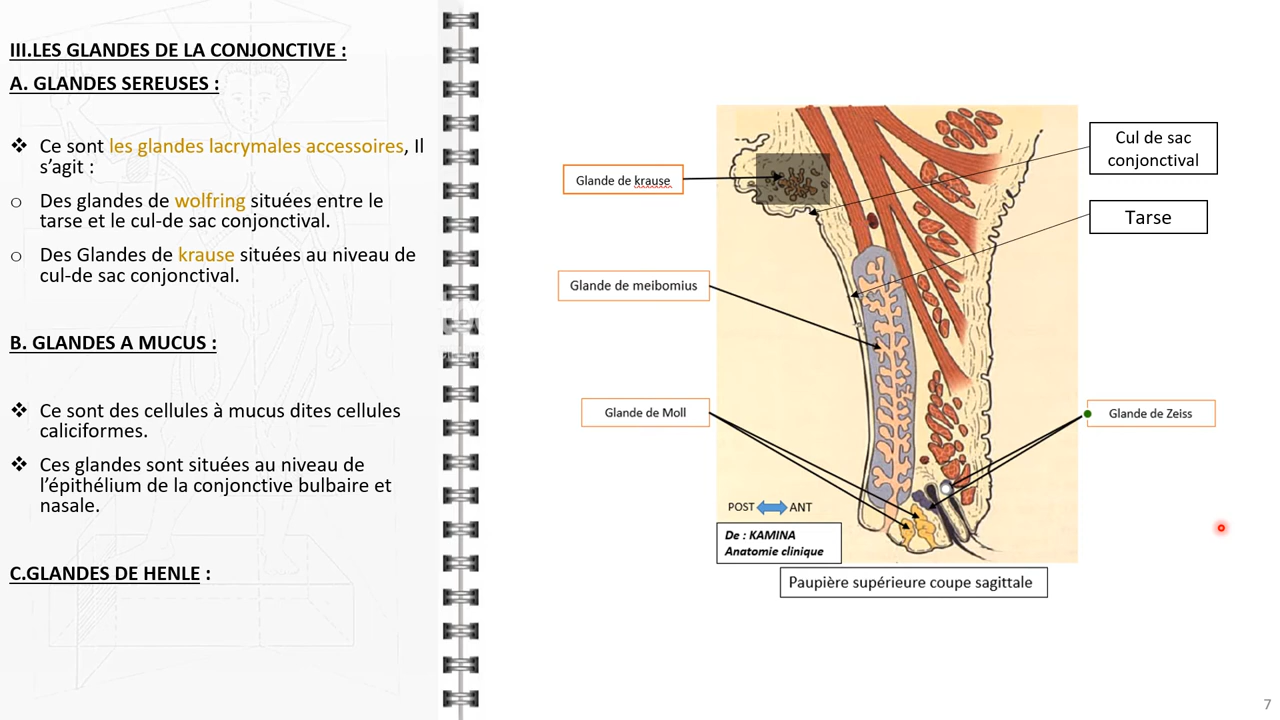 III.LES GLANDES DE LA CONJONCTIVE :
A. GLANDES SEREUSES :
❖ Ce sont les glandes lacrymales accessoires, Il
s’agit :
o Des glandes de wolfring situées entre le
tarse et le cul-de sac conjonctival.
o Des Glandes de krause situées au niveau de
cul-de sac conjonctival.
B. GLANDES A MUCUS :
❖ Ce sont des cellules à mucus dites cellules
caliciformes.
❖ Ces glandes sont situées au niveau de
l’épithélium de la conjonctive bulbaire et
nasale.
C.GLANDES DE HENLE :
Glande de krause
Cul de sac
conjonctival
Tarse
Glande de meibomius
Glande de Moll
Glande de Zeiss
POST ANT
De : KAMINA
Anatomie clinique
Paupière supérieure coupe sagittale
7